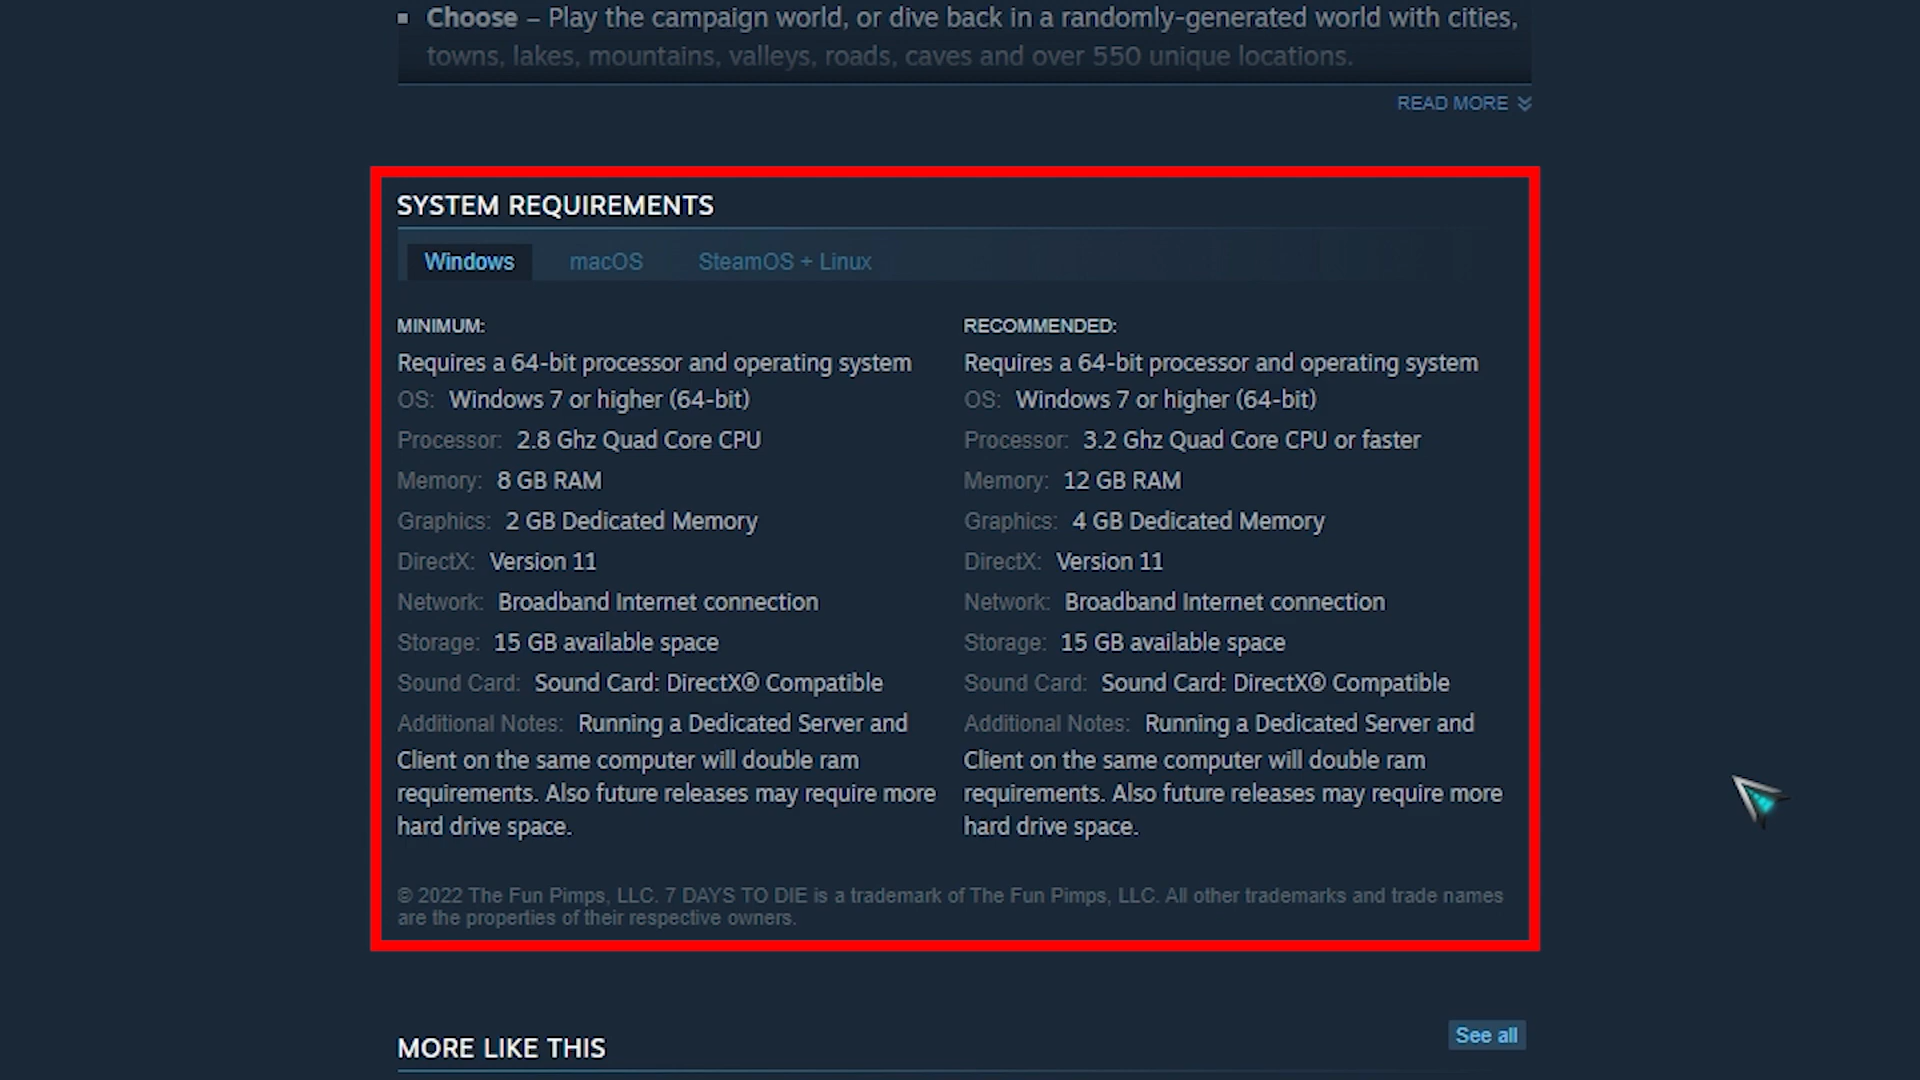 ▪ Choose – Play the campaign world, or dive back in a randomly-generated world with cities,
towns, lakes, mountains, valleys, roads, caves and over 550 unique locations.
READ MORE
SYSTEM REQUIREMENTS
Windows macOS SteamOS + Linux
MINIMUM:
Requires a 64-bit processor and operating system
OS: Windows 7 or higher (64-bit)
Processor: 2.8 Ghz Quad Core CPU
Memory: 8 GB RAM
Graphics: 2 GB Dedicated Memory
DirectX: Version 11
Network: Broadband Internet connection
Storage: 15 GB available space
Sound Card: Sound Card: DirectX® Compatible
Additional Notes: Running a Dedicated Server and
Client on the same computer will double ram
requirements. Also future releases may require more
hard drive space.
RECOMMENDED:
Requires a 64-bit processor and operating system
OS: Windows 7 or higher (64-bit)
Processor: 3.2 Ghz Quad Core CPU or faster
Memory: 12 GB RAM
Graphics: 4 GB Dedicated Memory
DirectX: Version 11
Network: Broadband Internet connection
Storage: 15 GB available space
Sound Card: Sound Card: DirectX® Compatible
Additional Notes: Running a Dedicated Server and
Client on the same computer will double ram
requirements. Also future releases may require more
hard drive space.
© 2022 The Fun Pimps, LLC. 7 DAYS TO DIE is a trademark of The Fun Pimps, LLC. All other trademarks and trade names
are the properties of their respective owners.
MORE LIKE THIS
See all